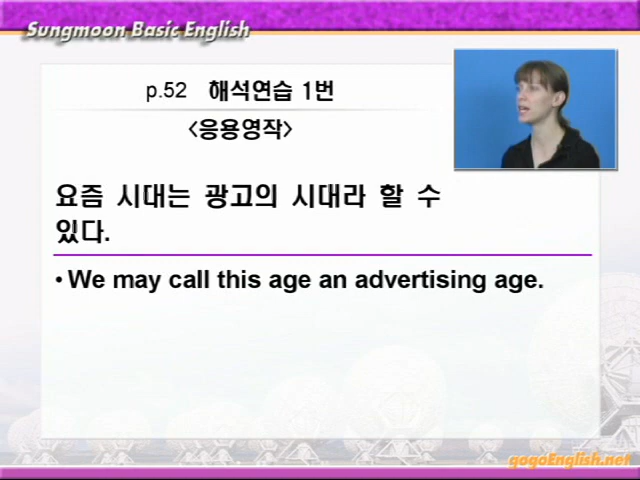 Sungmoon Basic English
p.52 해석연습 1번
<응용영작>
요즘 시대는 광고의 시대라 할 수
있다.
• We may call this age an advertising age.
gogoEnglish.net